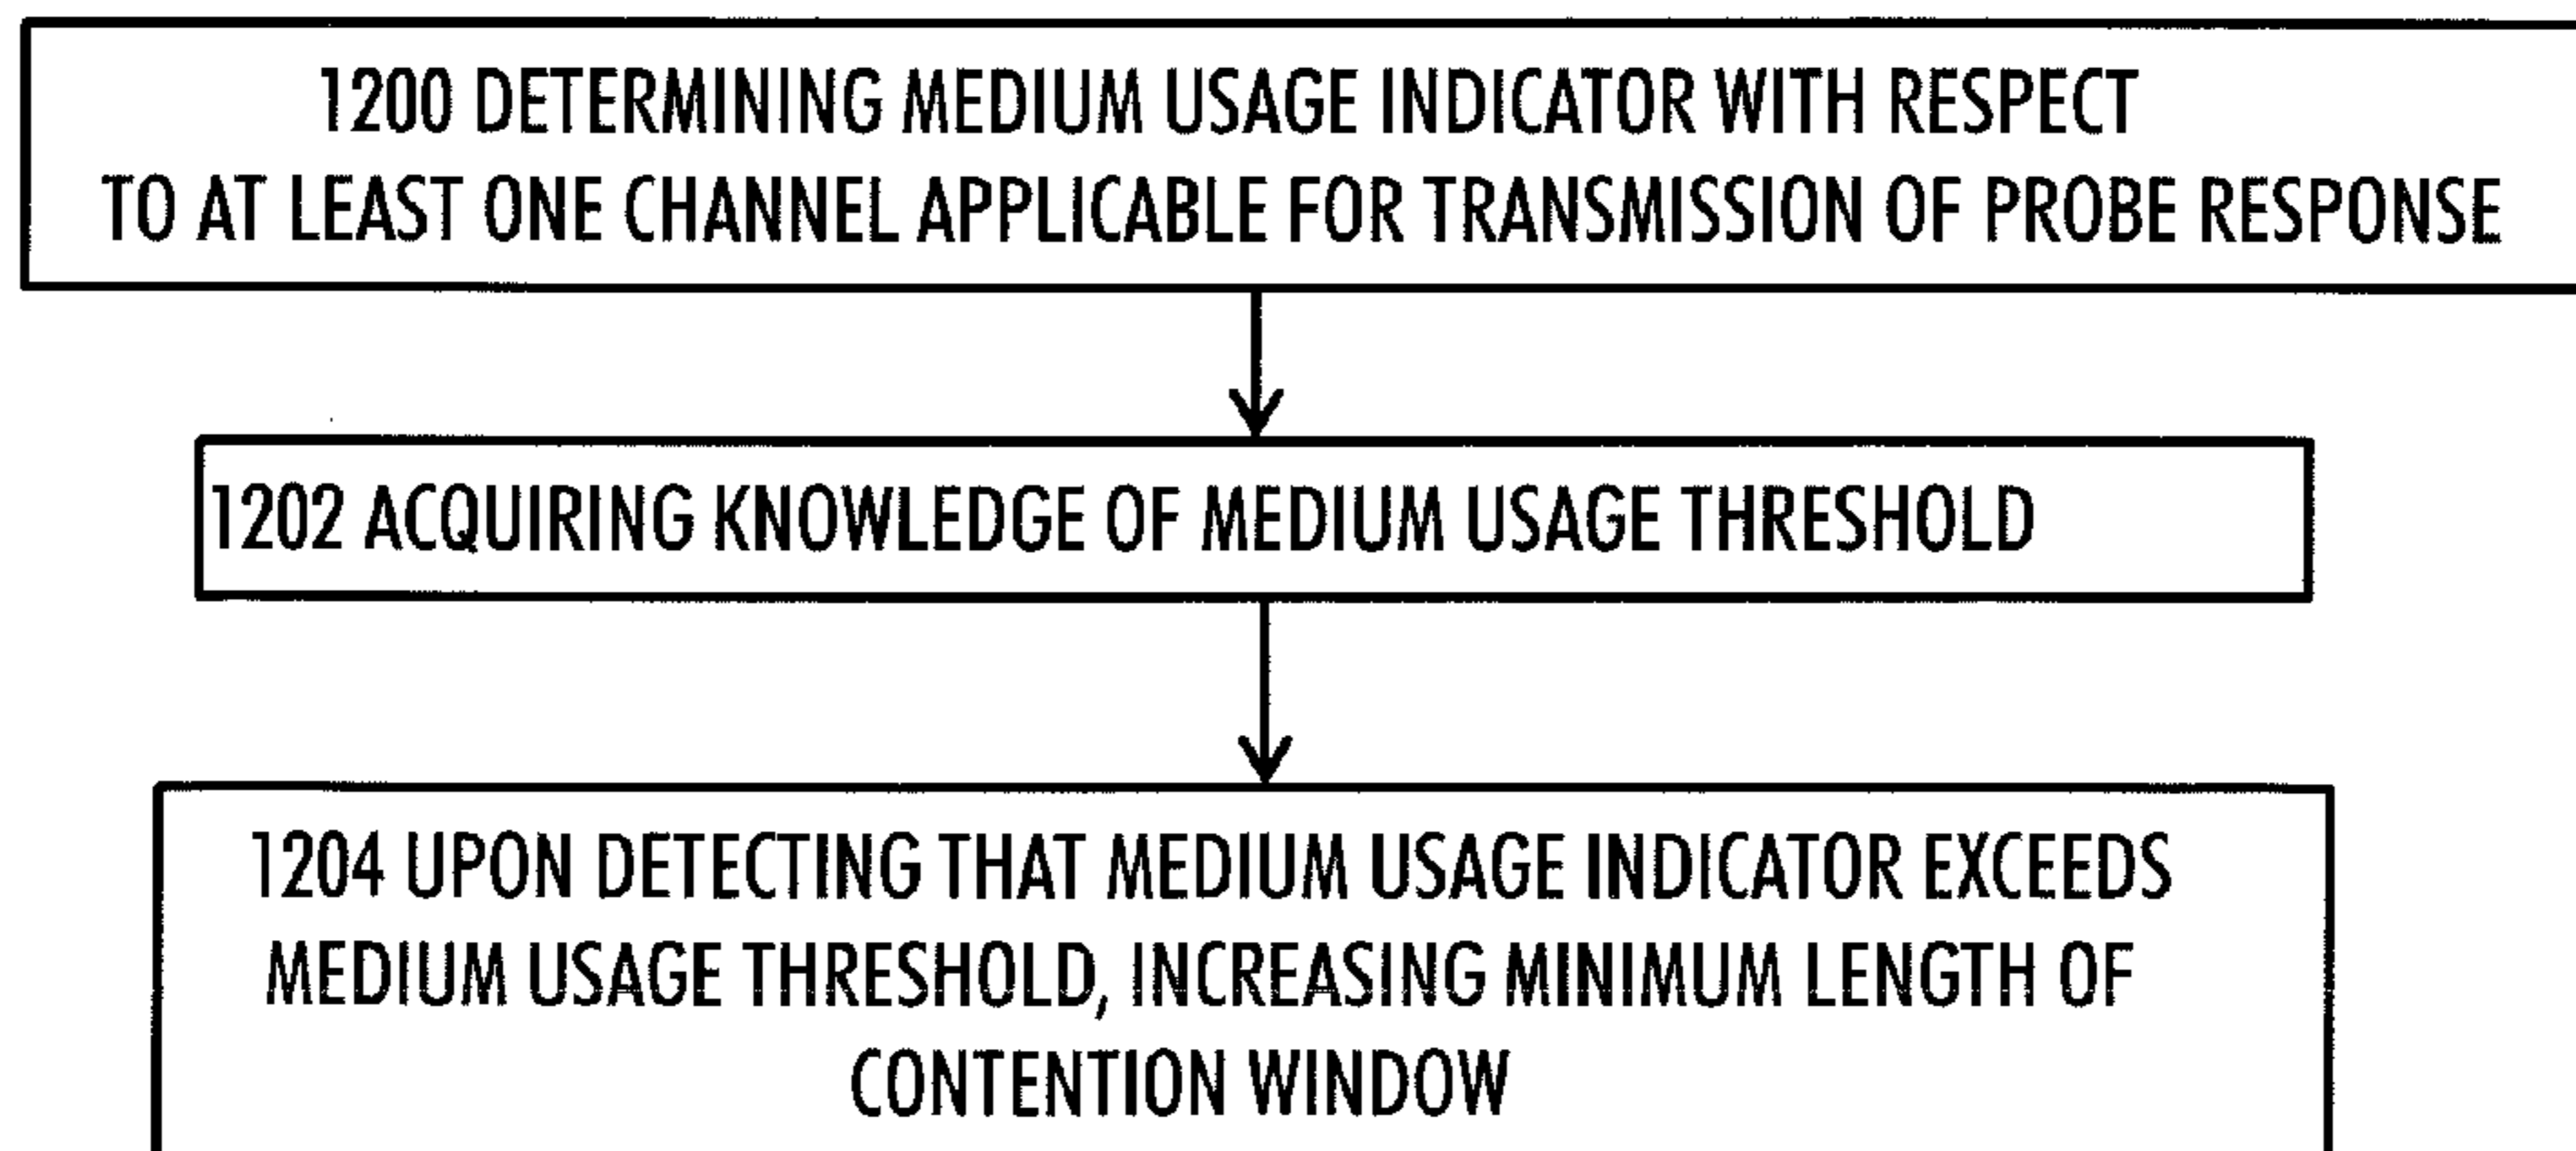 1200 DETERMINING MEDIUM USAGE INDICATOR WITH RESPECT
TO AT LEAST ONE CHANNEL APPLICABLE FOR TRANSMISSION OF PROBE RESPONSE
1202 ACQUIRING KNOWLEDGE OF MEDIUM USAGE THRESHOLD
1204 UPON DETECTING THAT MEDIUM USAGE INDICATOR EXCEEDS
MEDIUM USAGE THRESHOLD, INCREASING MINIMUM LENGTH OF
CONTENTION WINDOW